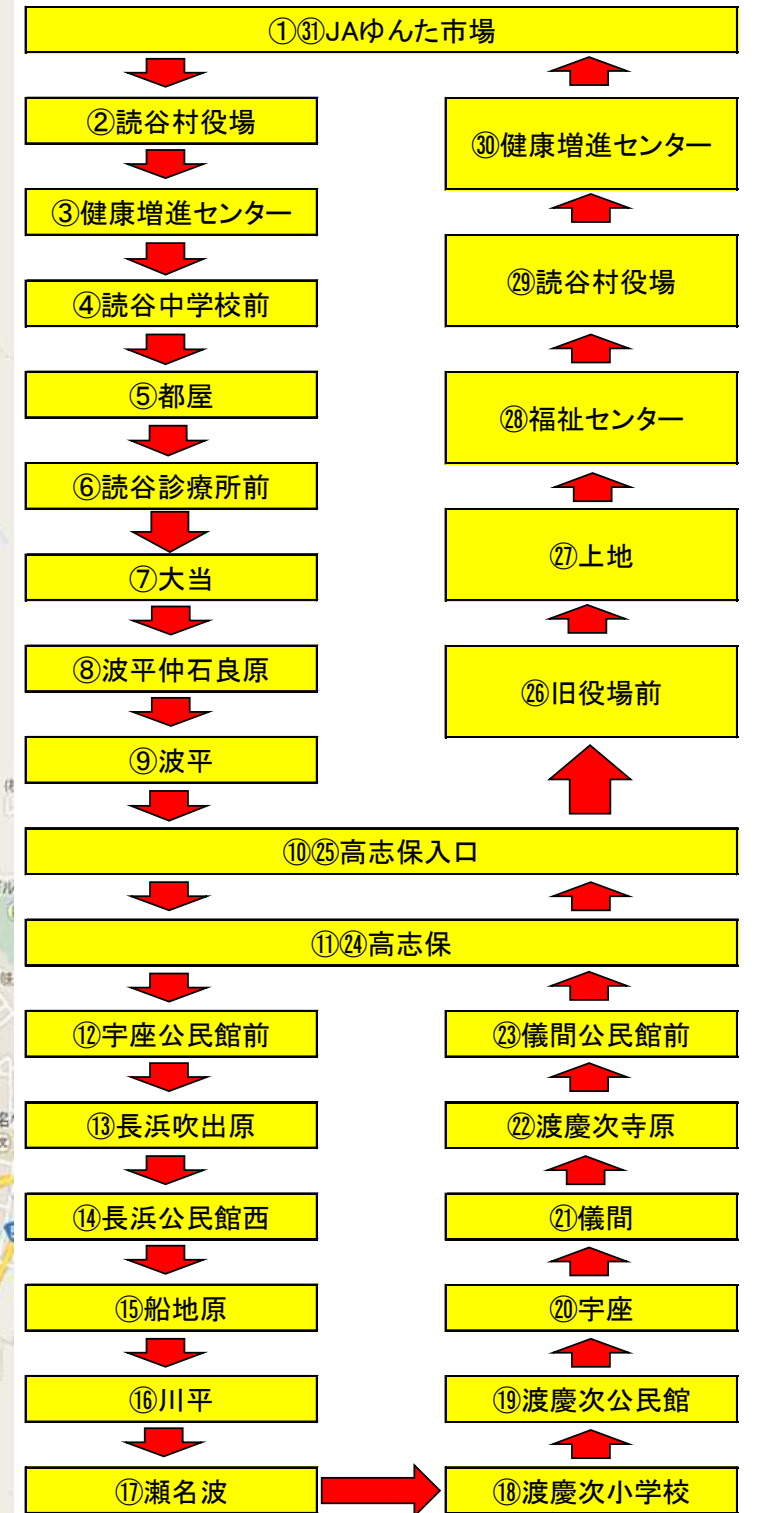 ①㉛JAゆんた市場
②読谷村役場
③健康増進センター
④読谷中学校前
⑤都屋
⑥読谷診療所前
⑦大当
⑧波平仲石良原
⑨波平
⑩㉕高志保入口
⑪㉔高志保
⑫宇座公民館前
⑬長浜吹出原
⑭長浜公民館西
⑮船地原
⑯川平
⑰瀬名波
⑱渡慶次小学校
⑲渡慶次公民館
⑳宇座
㉑儀間
㉒渡慶次寺原
㉓儀間公民館前
㉖旧役場前
㉗上地
㉘福祉センター
㉙読谷村役場
㉚健康増進センター